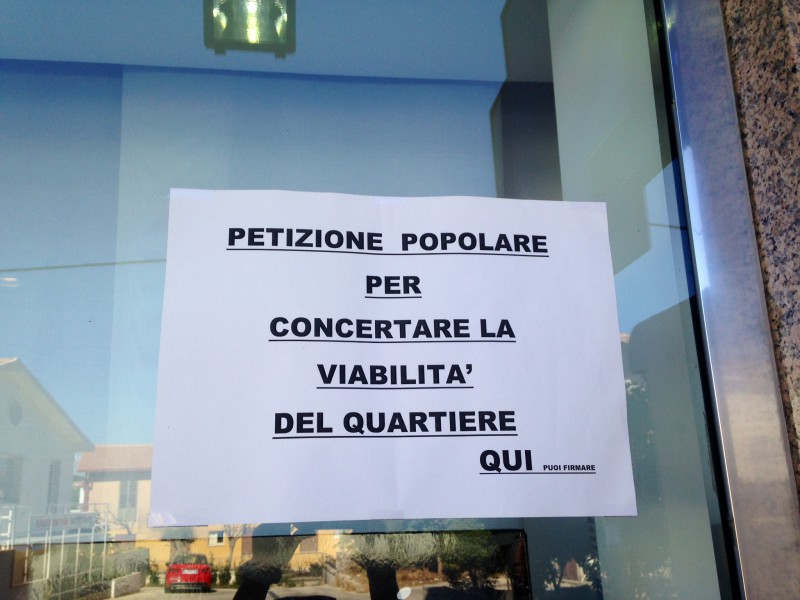 PETIZIONE POPOLARE
PER
CONCERTARE LA
VIABILITA'
DEL QUARTIERE
QUI PUOI FIRMARE